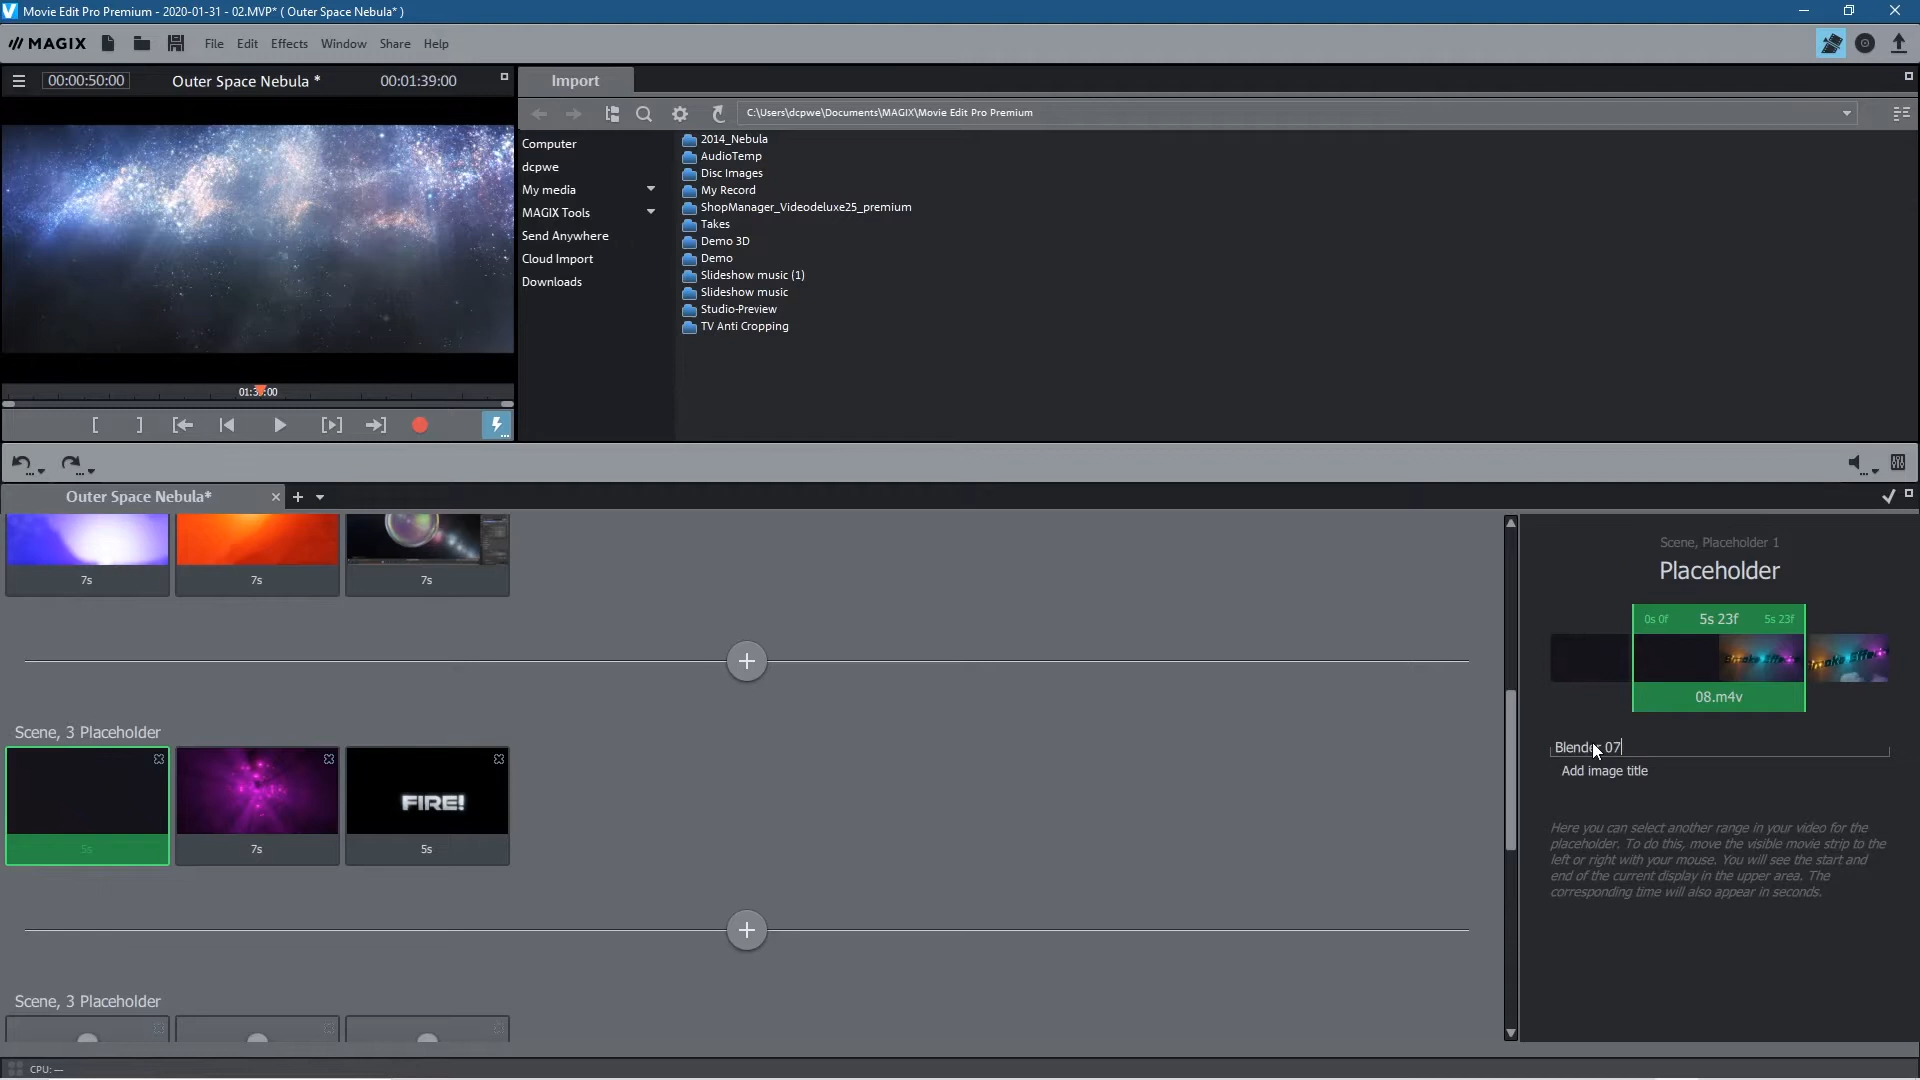 Movie Edit Pro Premium - 2020-01-31 - 02.MVP* ( Outer Space Nebula* )
MAGIX File Edit Effects Window Share Help
00:00:50:00 Outer Space Nebula * 00:01:39:00
Import
C:\Users\dcpwe\Documents\MAGIX\Movie Edit Pro Premium
Computer
dcpwe
My media
MAGIX Tools
Send Anywhere
Cloud Import
Downloads
2014_Nebula
AudioTemp
Disc Images
My Record
ShopManager_Videodeluxe25_premium
Takes
Demo 3D
Demo
Slideshow music (1)
Slideshow music
Studio-Preview
TV Anti Cropping
Outer Space Nebula*
7s 7s 7s
Scene, 3 Placeholder
FIRE!
5s 7s 5s
Scene, 3 Placeholder
Scene, Placeholder 1
Placeholder
0s 0f 5s 23f 5s 23f
08.m4v
07
Add image title
Here you can select another range in your video for the
placeholder. To do this, move the visible movie strip to the
left or right with your mouse. You will see the start and
end of the current display in the upper area. The
corresponding time will also appear in seconds.
CPU: —